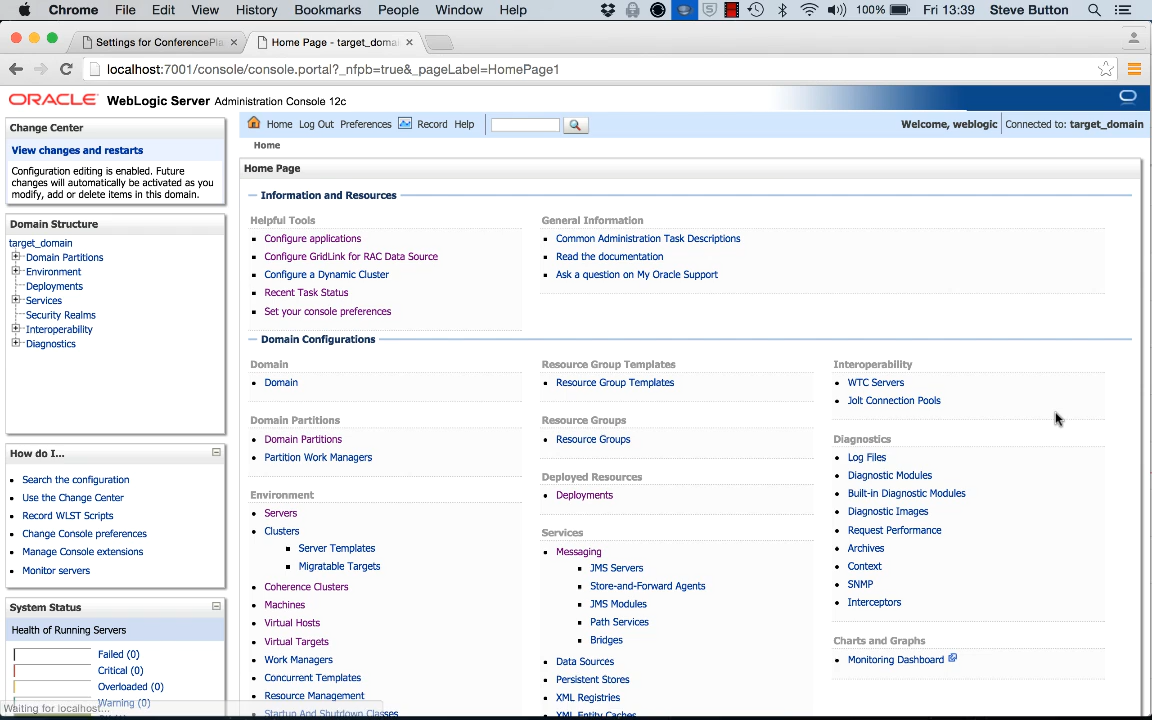 Chrome File Edit View History Bookmarks People Window Help 100% Fri 13:39 Steve Button
Settings for ConferencePla × Home Page - target_doma ×
localhost:7001/console/console.portal?_nfpb=true&_pageLabel=HomePage1
ORACLE WebLogic Server Administration Console 12c
Change Center
View changes and restarts
Configuration editing is enabled. Future
changes will automatically be activated as you
modify, add or delete items in this domain.
Domain Structure
target_domain
Domain Partitions
Environment
Deployments
Services
Security Realms
Interoperability
Diagnostics
How do I...
Search the configuration
Use the Change Center
Record WLST Scripts
Change Console preferences
Manage Console extensions
Monitor servers
System Status
Health of Running Servers
Failed (0)
Critical (0)
Overloaded (0)
Warning (0)
Waiting for localhost...
Home Log Out Preferences Record Help
Welcome, weblogic Connected to: target_domain
Home
Home Page
Information and Resources
Helpful Tools
Configure applications
Configure GridLink for RAC Data Source
Configure a Dynamic Cluster
Recent Task Status
Set your console preferences
General Information
Common Administration Task Descriptions
Read the documentation
Ask a question on My Oracle Support
Domain Configurations
Domain
Domain
Domain Partitions
Domain Partitions
Partition Work Managers
Environment
Servers
Clusters
Server Templates
Migratable Targets
Coherence Clusters
Machines
Virtual Hosts
Virtual Targets
Work Managers
Concurrent Templates
Resource Management
Startup And Shutdown Classes
Resource Group Templates
Resource Group Templates
Resource Groups
Resource Groups
Deployed Resources
Deployments
Services
Messaging
JMS Servers
Store-and-Forward Agents
JMS Modules
Path Services
Bridges
Data Sources
Persistent Stores
XML Registries
XML Entity Caches
Interoperability
WTC Servers
Jolt Connection Pools
Diagnostics
Log Files
Diagnostic Modules
Built-in Diagnostic Modules
Diagnostic Images
Request Performance
Archives
Context
SNMP
Interceptors
Charts and Graphs
Monitoring Dashboard